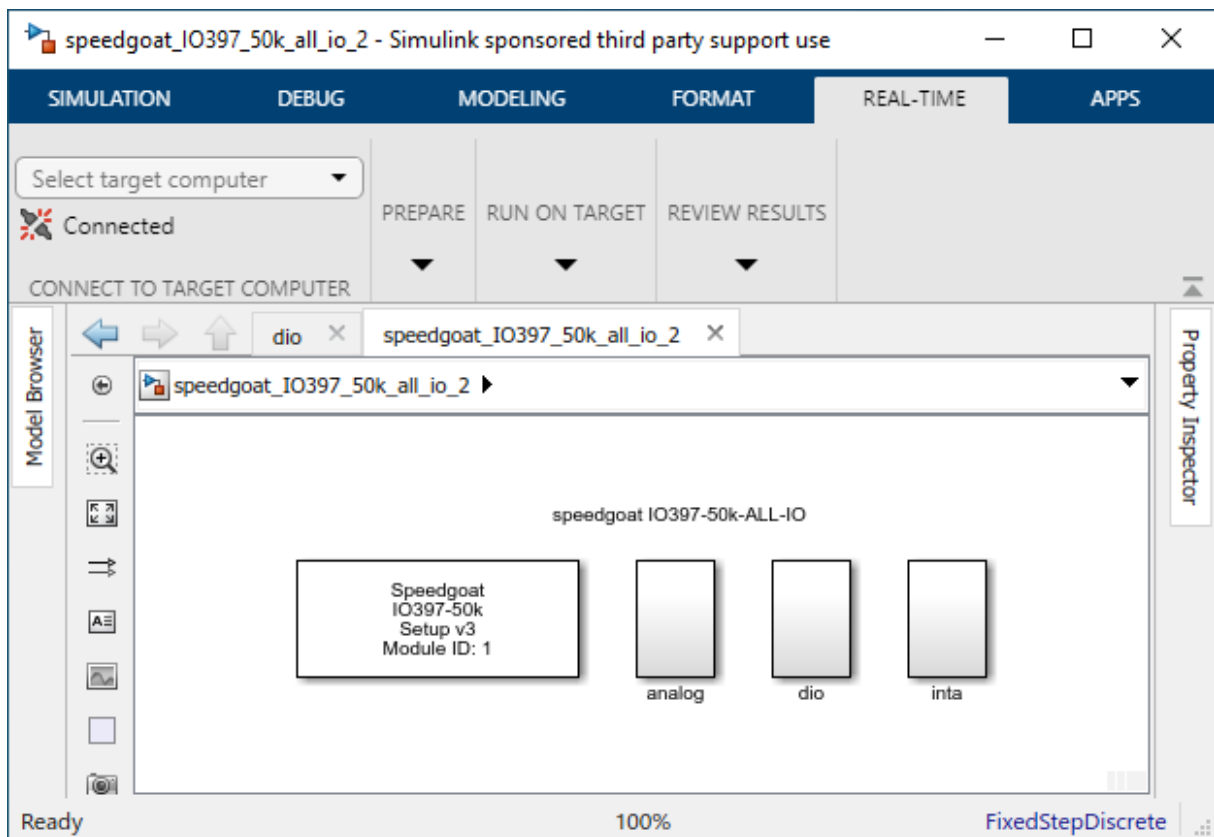 speedgoat_IO397_50k_all_io_2 - Simulink sponsored third party support use
SIMULATION DEBUG MODELING FORMAT REAL-TIME APPS
Select target computer
Connected
PREPARE RUN ON TARGET REVIEW RESULTS
CONNECT TO TARGET COMPUTER
Model Browser
dio speedgoat_IO397_50k_all_io_2
speedgoat_IO397_50k_all_io_2
Property Inspector
speedgoat IO397-50k-ALL-IO
Speedgoat
IO397-50k
Setup v3
Module ID: 1
analog dio inta
Ready 100% FixedStepDiscrete